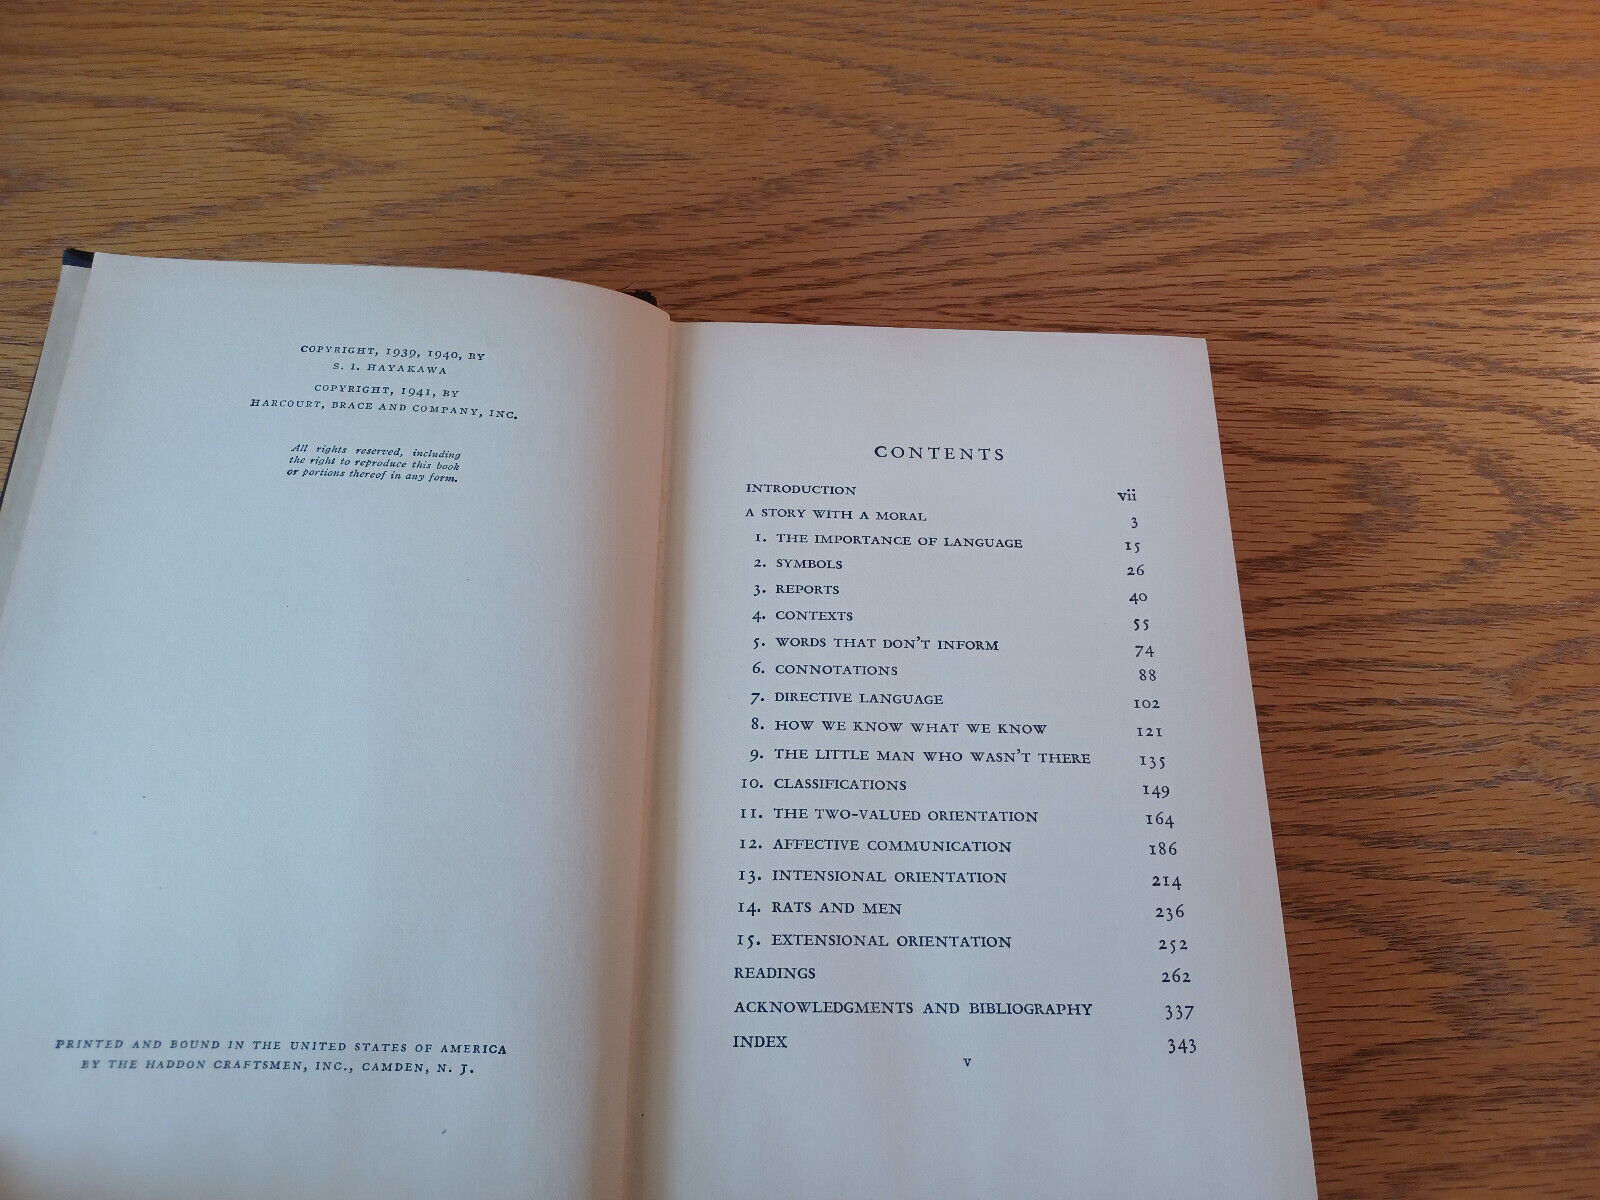 COPYRIGHT, 1939, 1940, BY
S. I. HAYAKAWA
COPYRIGHT, 1941, BY
HARCOURT, BRACE AND COMPANY, INC.
All rights reserved, including
the right to reproduce this book
or portions thereof in any form.
PRINTED AND BOUND IN THE UNITED STATES OF AMERICA
BY THE HADDON CRAFTSMEN, INC., CAMDEN, N. J.
CONTENTS
INTRODUCTION vii
A STORY WITH A MORAL 3
1. THE IMPORTANCE OF LANGUAGE 15
2. SYMBOLS 26
3. REPORTS 40
4. CONTEXTS 55
5. WORDS THAT DON'T INFORM 74
6. CONNOTATIONS 88
7. DIRECTIVE LANGUAGE 102
8. HOW WE KNOW WHAT WE KNOW 121
9. THE LITTLE MAN WHO WASN'T THERE 135
10. CLASSIFICATIONS 149
11. THE TWO-VALUED ORIENTATION 164
12. AFFECTIVE COMMUNICATION 186
13. INTENSIONAL ORIENTATION 214
14. RATS AND MEN 236
15. EXTENSIONAL ORIENTATION 252
READINGS 262
ACKNOWLEDGMENTS AND BIBLIOGRAPHY 337
INDEX 343
v